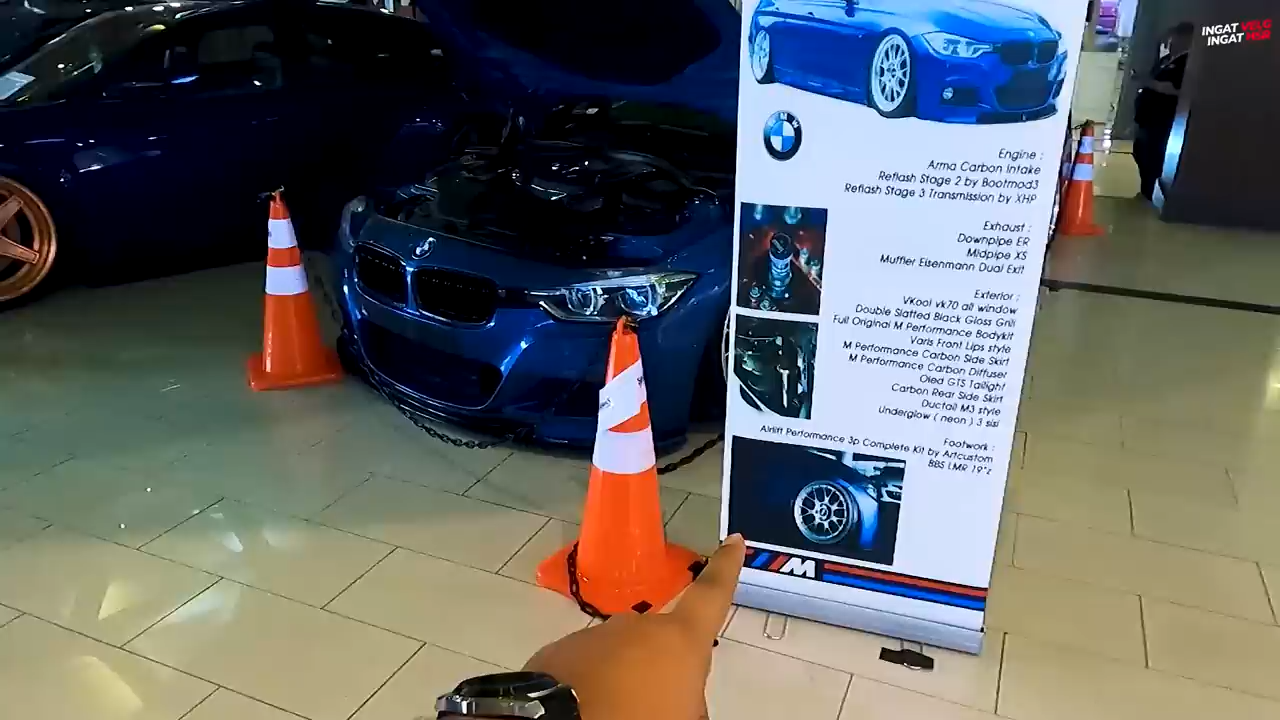 INGAT VELG
INGAT HSR
BMW
Engine :
Arma Carbon Intake
Reflash Stage 2 by Bootmod3
Reflash Stage 3 Transmission by XHP
Exhaust :
Downpipe ER
Midpipe XS
Muffler Eisenmann Dual Exit
Exterior :
VKool vk70 all window
Double Slatted Black Gloss Grill
Full Original M Performance Bodykit
Varis Front Lips style
M Performance Carbon Side Skirt
M Performance Carbon Diffuser
Oled GTS Taillight
Carbon Rear Side Skirt
Ductail M3 style
Underglow ( neon ) 3 sisi
Footwork :
Airlift Performance 3p Complete Kit by Artcustom
BBS LMR 19"z
M